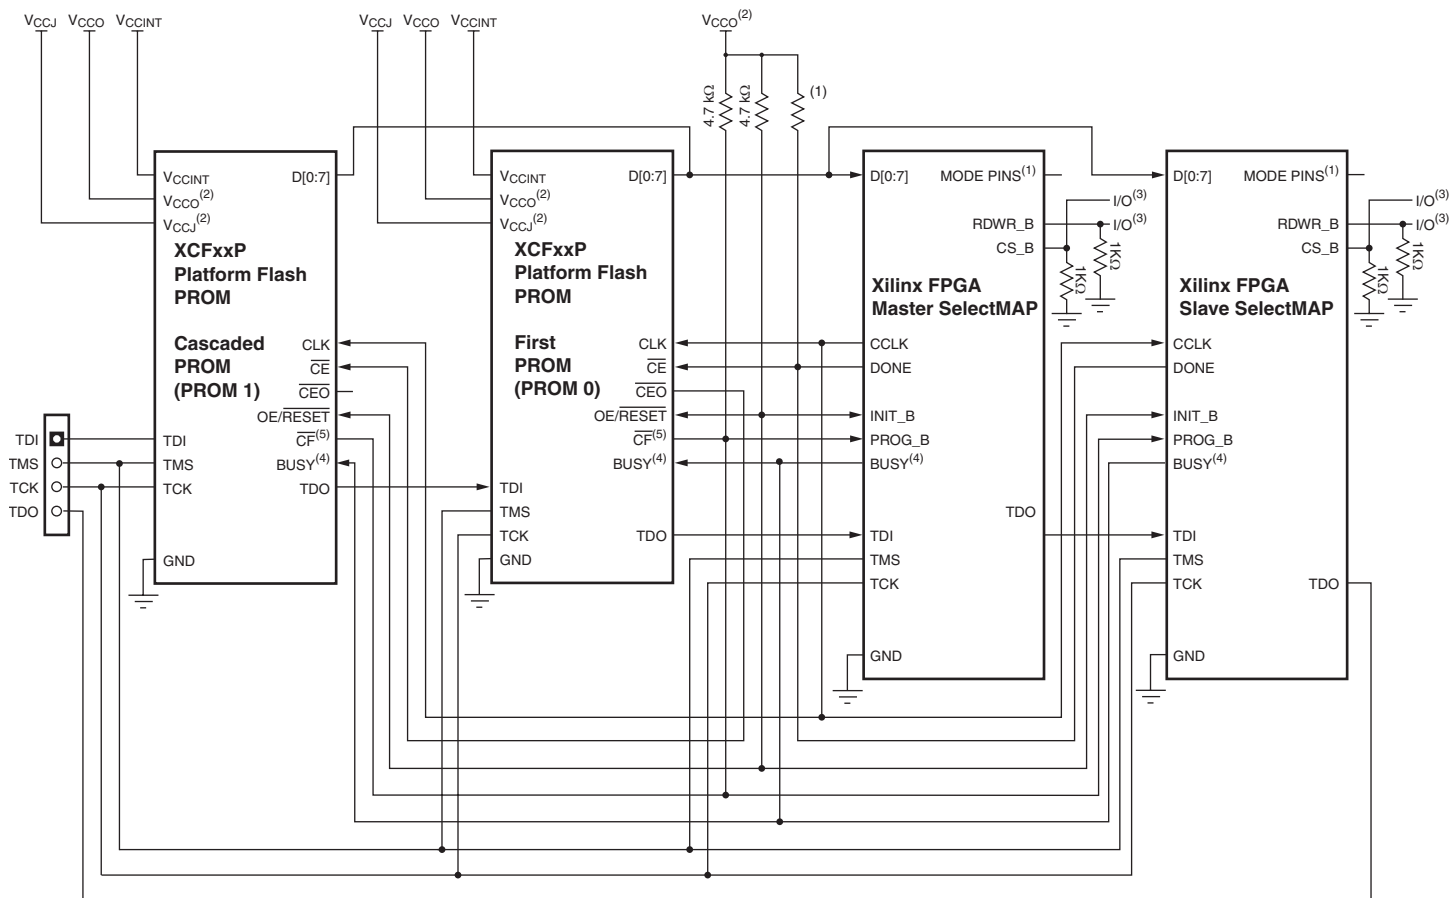 VCCJ VCCO VCCINT
VCCJ VCCO VCCINT
VCCO(2)
4.7 kΩ
4.7 kΩ
(1)
VCCINT
VCCO(2)
VCCJ(2)
D[0:7]
XCFxxP
Platform Flash
PROM
Cascaded
PROM
(PROM 1)
CLK
CE
CEO
OE/RESET
CF(5)
BUSY(4)
TDO
TDI
TMS
TCK
GND
TDI
TMS
TCK
TDO
VCCINT
VCCO(2)
VCCJ(2)
D[0:7]
XCFxxP
Platform Flash
PROM
First
PROM
(PROM 0)
CLK
CE
CEO
OE/RESET
CF(5)
BUSY(4)
TDI
TMS
TCK
TDO
GND
D[0:7]
MODE PINS(1)
RDWR_B
CS_B
I/O(3)
I/O(3)
1KΩ
1KΩ
Xilinx FPGA
Master SelectMAP
CCLK
DONE
INIT_B
PROG_B
BUSY(4)
TDO
TDI
TMS
TCK
GND
D[0:7]
MODE PINS(1)
RDWR_B
CS_B
I/O(3)
I/O(3)
1KΩ
1KΩ
Xilinx FPGA
Slave SelectMAP
CCLK
DONE
INIT_B
PROG_B
BUSY(4)
TDI
TMS
TCK
TDO
GND